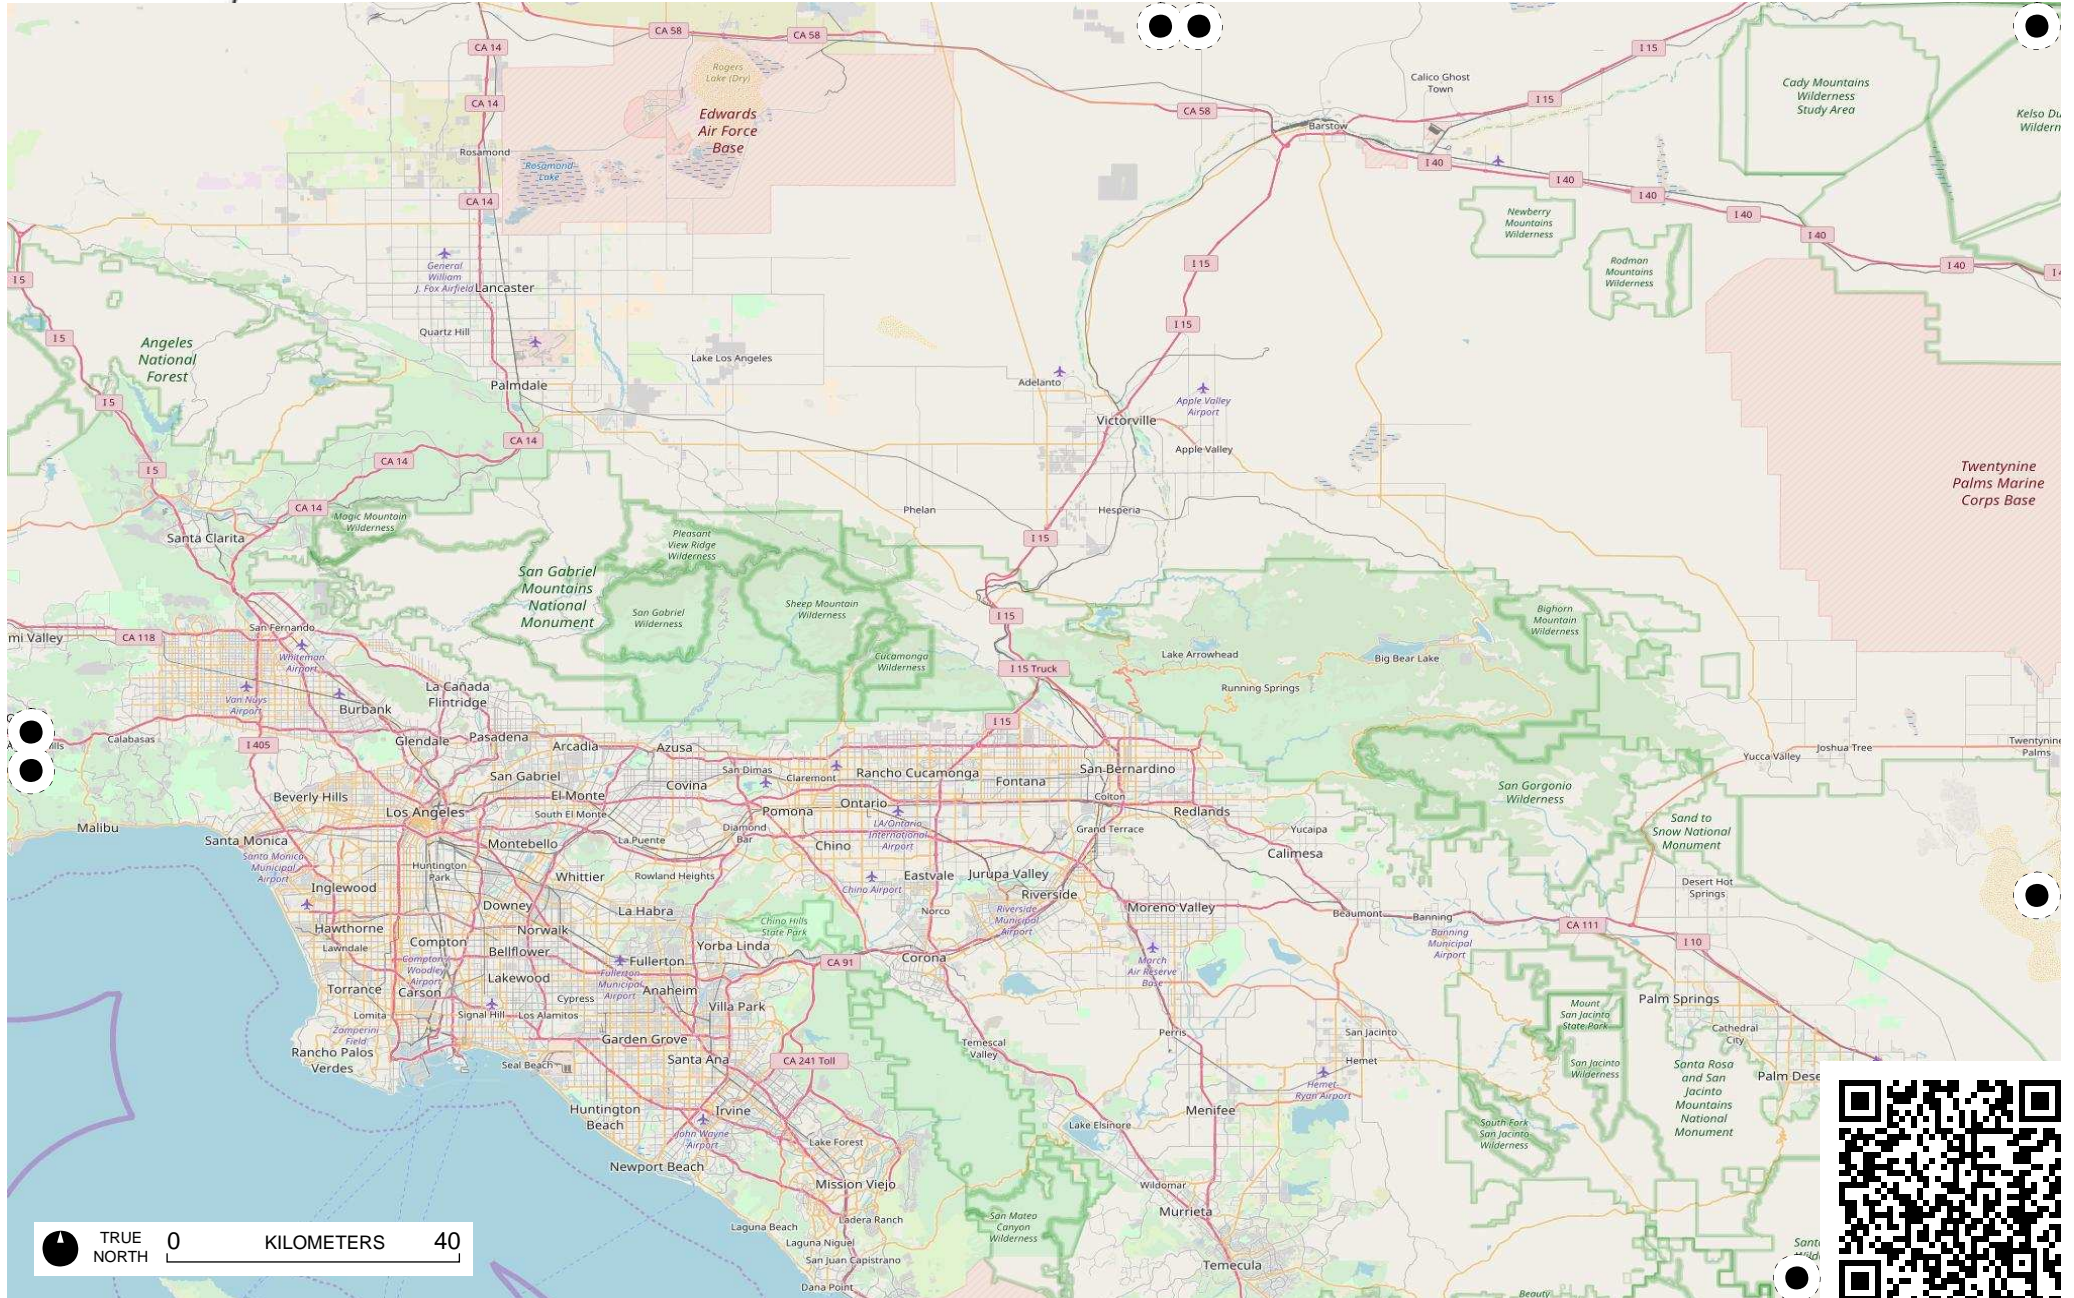 CA 58
CA 58
CA 14
I 15
Rogers
Lake (Dry)
Calico Ghost
Town
Cady Mountains
Wilderness
Study Area
CA 14
I 15
Edwards
Air Force
Base
CA 58
Barstow
Kelso Du
Wildern
Rosamond
Rosamond
Lake
I 40
I 40
I 40
CA 14
I 40
Newberry
Mountains
Wilderness
I 40
General
William
J. Fox Airfield
I 15
I 40
Rodman
Mountains
Wilderness
I 5
Lancaster
I 15
Quartz Hill
I 5
Angeles
National
Forest
Lake Los Angeles
Palmdale
Adelanto
Apple Valley
Airport
I 5
Victorville
CA 14
Apple Valley
CA 14
I 5
Twentynine
Palms Marine
Corps Base
CA 14
Phelan
Hesperia
Magic Mountain
Wilderness
Santa Clarita
I 15
Pleasant
View Ridge
Wilderness
San Gabriel
Mountains
National
Monument
San Gabriel
Wilderness
Sheep Mountain
Wilderness
I 15
Bighorn
Mountain
Wilderness
San Fernando
mi Valley
CA 118
Whiteman
Airport
Cucamonga
Wilderness
Lake Arrowhead
Big Bear Lake
I 15 Truck
La Cañada
Flintridge
Running Springs
Van Nuys
Airport
Burbank
I 15
Calabasas
I 405
Glendale
Pasadena
Arcadia
Azusa
Joshua Tree
Twentynine
Palms
Yucca Valley
San Gabriel
San Dimas
Claremont
Rancho Cucamonga
Fontana
San Bernardino
Covina
San Gorgonio
Wilderness
Beverly Hills
El Monte
Los Angeles
South El Monte
Pomona
Ontario
Colton
Redlands
Malibu
LA/Ontario
International
Airport
Sand to
Snow National
Monument
Santa Monica
Montebello
La Puente
Diamond
Bar
Chino
Grand Terrace
Yucaipa
Calimesa
Santa Monica
Municipal
Airport
Huntington
Park
Whittier
Rowland Heights
Chino Airport
Eastvale
Jurupa Valley
Inglewood
Riverside
Desert Hot
Springs
Downey
La Habra
Norco
Riverside
Municipal
Airport
Moreno Valley
Beaumont
Banning
Hawthorne
Chino Hills
State Park
CA 111
Norwalk
Lawndale
Compton
Bellflower
Yorba Linda
Banning
Municipal
Airport
I 10
Compton
Woodley
Airport
Fullerton
CA 91
Corona
Lakewood
Fullerton
Municipal
Airport
March
Air Reserve
Base
Torrance
Carson
Cypress
Anaheim
Villa Park
Palm Springs
Lomita
Signal Hill
Los Alamitos
Mount
San Jacinto
State Park
Zamperini
Field
Garden Grove
Perris
San Jacinto
Cathedral
City
Rancho Palos
Verdes
Seal Beach
Santa Ana
CA 241 Toll
Temescal
Valley
Hemet
San Jacinto
Wilderness
Santa Rosa
and San
Jacinto
Mountains
National
Monument
Palm Dese
Hemet-
Ryan Airport
Huntington
Beach
Irvine
Menifee
John Wayne
Airport
Lake Elsinore
South Fork
San Jacinto
Wilderness
Lake Forest
Newport Beach
Mission Viejo
Wildomar
Murrieta
Laguna Beach
Ladera Ranch
San Mateo
Canyon
Wilderness
TRUE
NORTH
0 KILOMETERS 40
Laguna Niguel
San Juan Capistrano
Temecula
Dana Point
Beauty